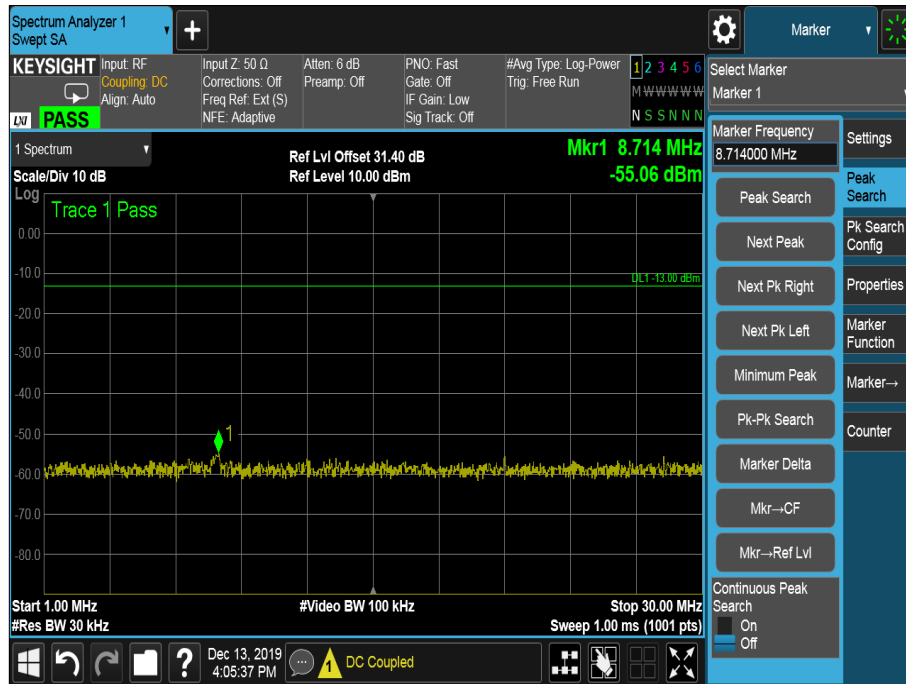 Spectrum Analyzer 1
Swept SA
+
Marker
KEYSIGHT
Input: RF
Coupling: DC
Align: Auto
Input Z: 50 Ω
Corrections: Off
Freq Ref: Ext (S)
NFE: Adaptive
Atten: 6 dB
Preamp: Off
PNO: Fast
Gate: Off
IF Gain: Low
Sig Track: Off
#Avg Type: Log-Power
Trig: Free Run
1 2 3 4 5 6
M W W W W W
N S S N N N
LXI PASS
Select Marker
Marker 1
1 Spectrum
Scale/Div 10 dB
Ref Lvl Offset 31.40 dB
Ref Level 10.00 dBm
Mkr1 8.714 MHz
-55.06 dBm
Log
Trace 1 Pass
0.00
-10.0
DL1 -13.00 dBm
-20.0
-30.0
-40.0
-50.0
1
-60.0
-70.0
-80.0
Start 1.00 MHz
#Res BW 30 kHz
#Video BW 100 kHz
Stop 30.00 MHz
Sweep 1.00 ms (1001 pts)
Marker Frequency
8.714000 MHz
Peak Search
Next Peak
Next Pk Right
Next Pk Left
Minimum Peak
Pk-Pk Search
Marker Delta
Mkr→CF
Mkr→Ref Lvl
Continuous Peak
Search
On
Off
Settings
Peak
Search
Pk Search
Config
Properties
Marker
Function
Marker→
Counter
?
Dec 13, 2019
4:05:37 PM
1
DC Coupled